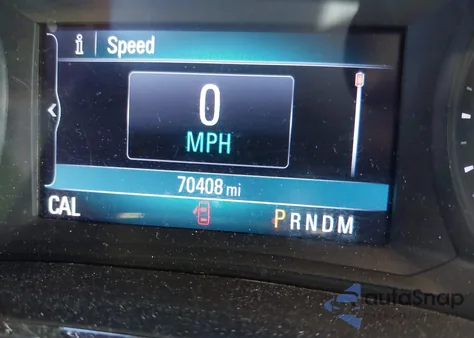 i | Speed
0
MPH
70408 mi
CAL
PRNDM
autoSnap